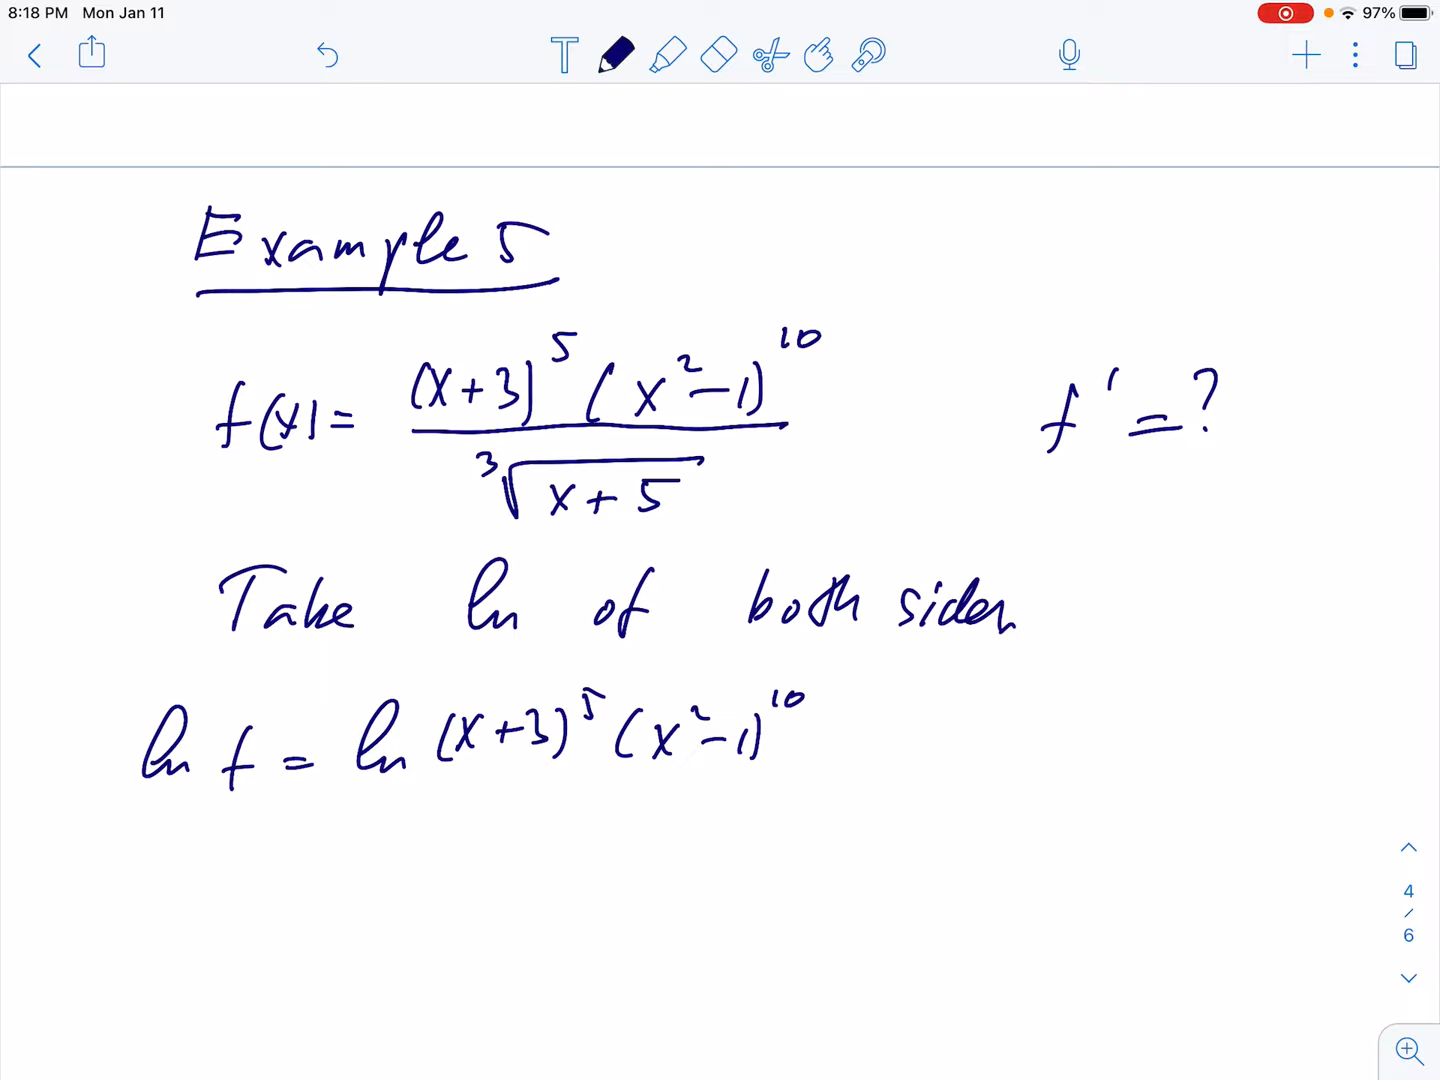 8:18 PM Mon Jan 11 97%
T
Example 5
f(x) = (x+3)^5 (x^2-1)^10 / ∛(x+5) f' = ?
Take ln of both sides
ln f = ln (x+3)^5 (x^2-1)^10
4
/
6